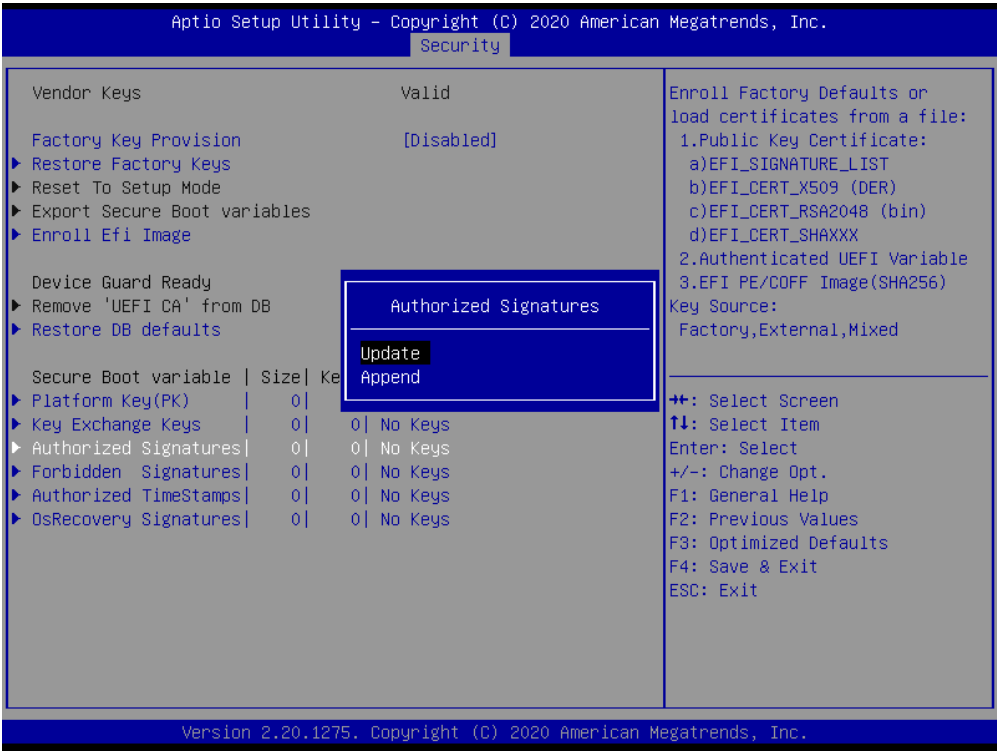 Aptio Setup Utility – Copyright (C) 2020 American Megatrends, Inc.
Security
Vendor Keys Valid
Factory Key Provision [Disabled]
Restore Factory Keys
Reset To Setup Mode
Export Secure Boot variables
Enroll Efi Image
Device Guard Ready
Remove 'UEFI CA' from DB
Restore DB defaults
Secure Boot variable | Size| Ke
Platform Key(PK) | 0|
Key Exchange Keys | 0| 0| No Keys
Authorized Signatures| 0| 0| No Keys
Forbidden Signatures| 0| 0| No Keys
Authorized TimeStamps| 0| 0| No Keys
OsRecovery Signatures| 0| 0| No Keys
Authorized Signatures
Update
Append
Enroll Factory Defaults or
load certificates from a file:
1.Public Key Certificate:
a)EFI_SIGNATURE_LIST
b)EFI_CERT_X509 (DER)
c)EFI_CERT_RSA2048 (bin)
d)EFI_CERT_SHAXXX
2.Authenticated UEFI Variable
3.EFI PE/COFF Image(SHA256)
Key Source:
Factory,External,Mixed
→←: Select Screen
↑↓: Select Item
Enter: Select
+/-: Change Opt.
F1: General Help
F2: Previous Values
F3: Optimized Defaults
F4: Save & Exit
ESC: Exit
Version 2.20.1275. Copyright (C) 2020 American Megatrends, Inc.